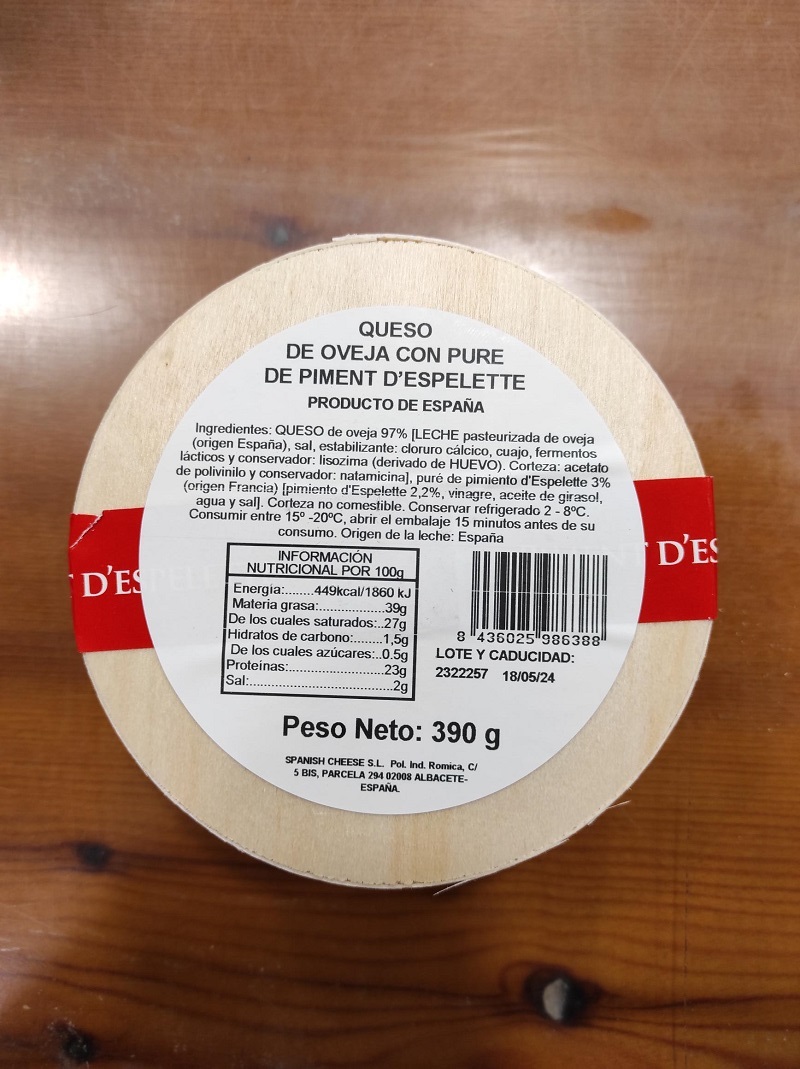 QUESO
DE OVEJA CON PURE
DE PIMENT D'ESPELETTE
PRODUCTO DE ESPAÑA
Ingredientes: QUESO de oveja 97% [LECHE pasteurizada de oveja
(origen España), sal, estabilizante: cloruro cálcico, cuajo, fermentos
lácticos y conservador: lisozima (derivado de HUEVO). Corteza: acetato
de polivinilo y conservador: natamicina], puré de pimiento d'Espelette 3%
(origen Francia) [pimiento d'Espelette 2,2%, vinagre, aceite de girasol,
agua y sal]. Corteza no comestible. Conservar refrigerado 2 - 8ºC.
Consumir entre 15º -20ºC, abrir el embalaje 15 minutos antes de su
consumo. Origen de la leche: España
INFORMACIÓN
NUTRICIONAL POR 100g
Energia:........449kcal/1860 kJ
Materia grasa:.................39g
De los cuales saturados:..27g
Hidratos de carbono:........1,5g
De los cuales azúcares:..0.5g
Proteínas:........................23g
Sal:...................................2g
8 436025 986388
LOTE Y CADUCIDAD:
2322257 18/05/24
Peso Neto: 390 g
SPANISH CHEESE S.L. Pol. Ind. Romica, C/
5 BIS, PARCELA 294 02008 ALBACETE-
ESPAÑA.
D'ESPELE
T D'ES